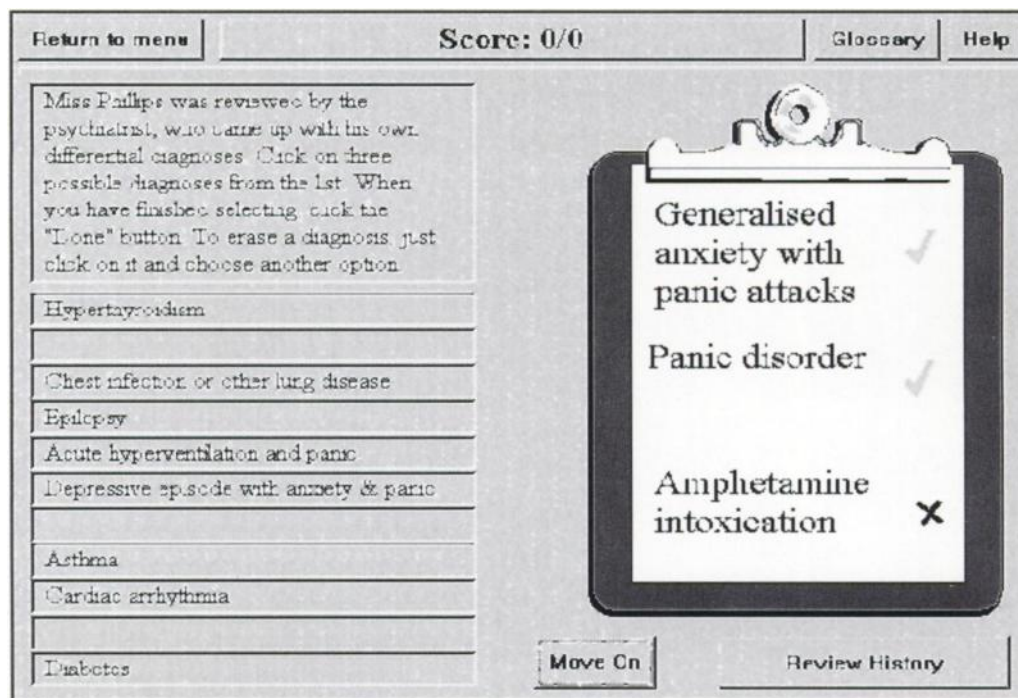 Return to menu
Score: 0/0
Glossary
Help
Miss Phillips was reviewed by the
psychiatrist, who came up with his own
differential diagnoses. Click on three
possible diagnoses from the list. When
you have finished selecting, click the
"Done" button. To erase a diagnosis, just
click on it and choose another option
Hyperthyroidism
Chest infection or other lung disease
Epilepsy
Acute hyperventilation and panic
Depressive episode with anxiety & panic
Asthma
Cardiac arrhythmia
Diabetes
Generalised
anxiety with
panic attacks
Panic disorder
Amphetamine
intoxication
Move On
Review History